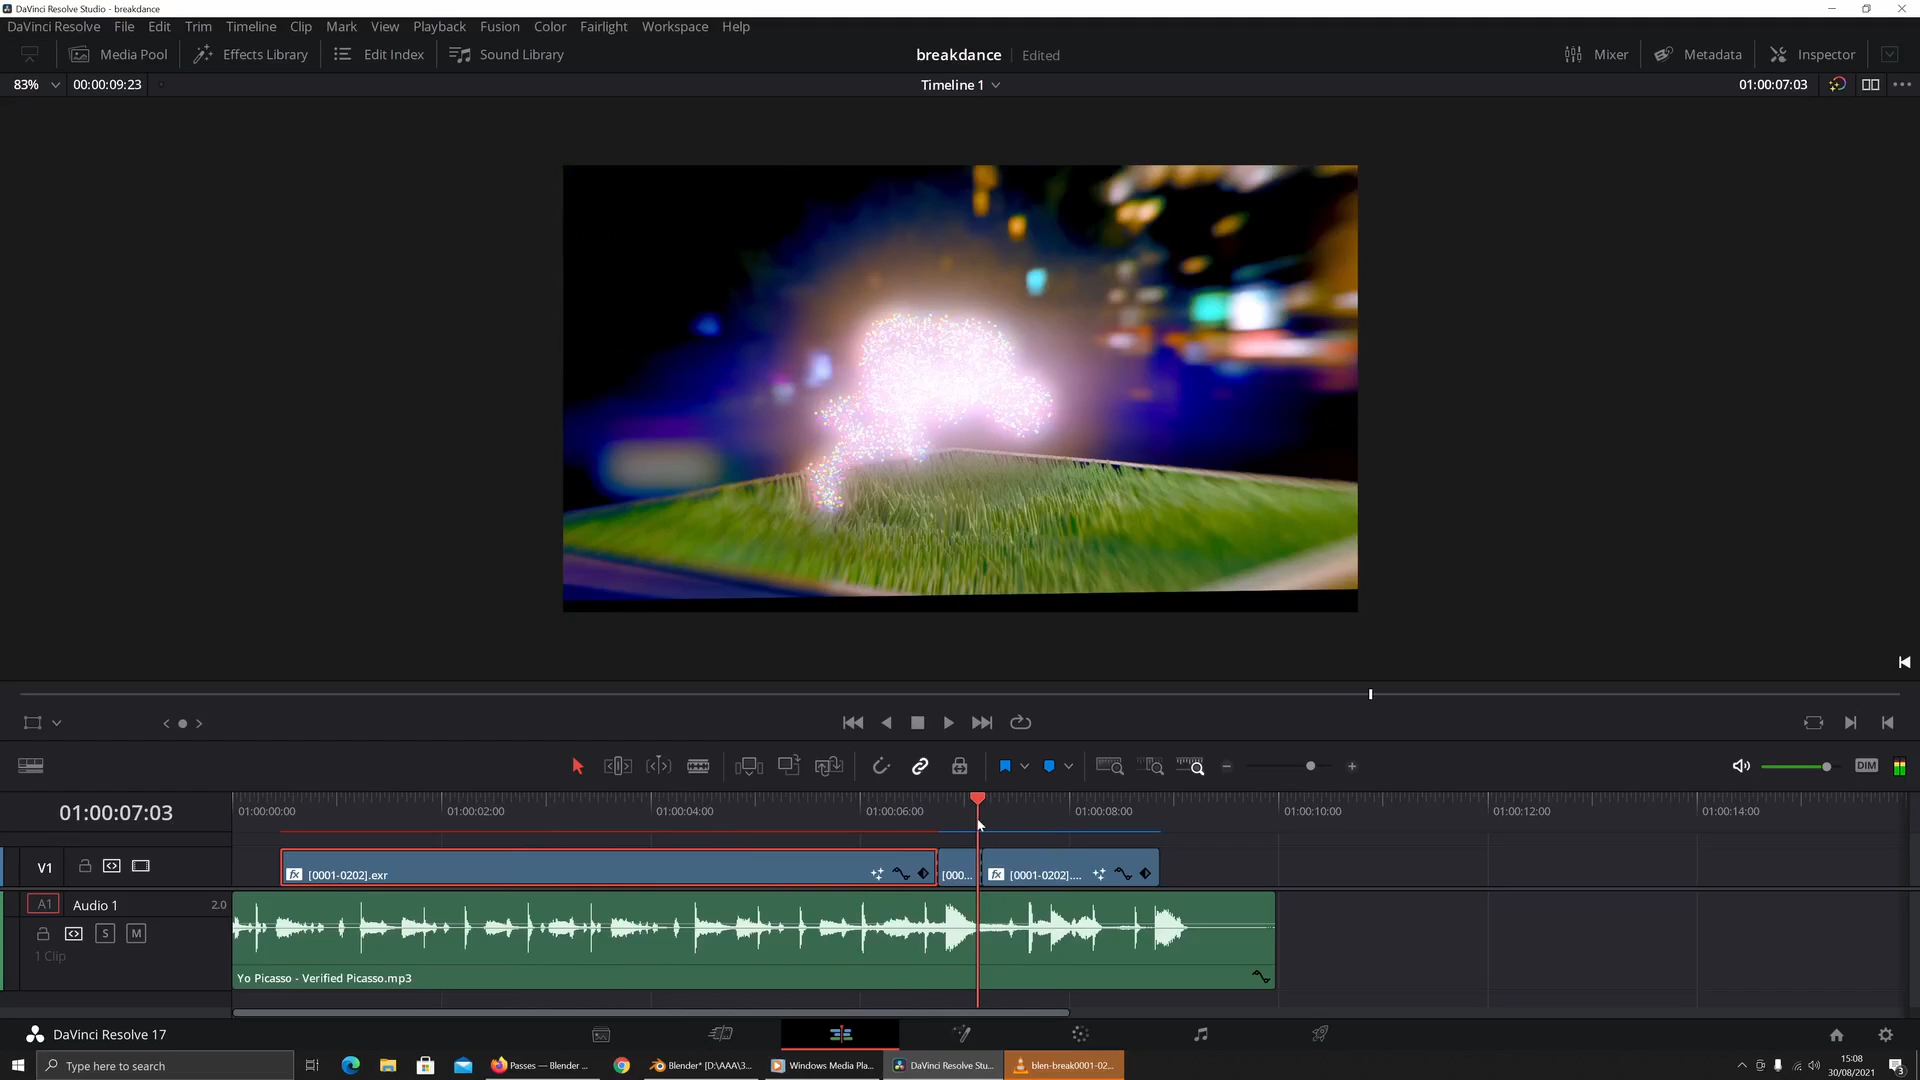 DaVinci Resolve Studio - breakdance
DaVinci Resolve File Edit Trim Timeline Clip Mark View Playback Fusion Color Fairlight Workspace Help
Media Pool Effects Library Edit Index Sound Library breakdance Edited Mixer Metadata Inspector
83% 00:00:09:23 Timeline 1 01:00:07:03
DIM
01:00:07:03 01:00:00:00 01:00:02:00 01:00:04:00 01:00:06:00 01:00:08:00 01:00:10:00 01:00:12:00 01:00:14:00
V1 fx [0001-0202].exr [000... fx [0001-0202]....
A1 Audio 1 2.0
S M
1 Clip
Yo Picasso - Verified Picasso.mp3
DaVinci Resolve 17
Type here to search Passes — Blender ... Blender* [D:\AAA\3... Windows Media Pla... DaVinci Resolve Stu... blen-break0001-02... 15:08
30/08/2021 3